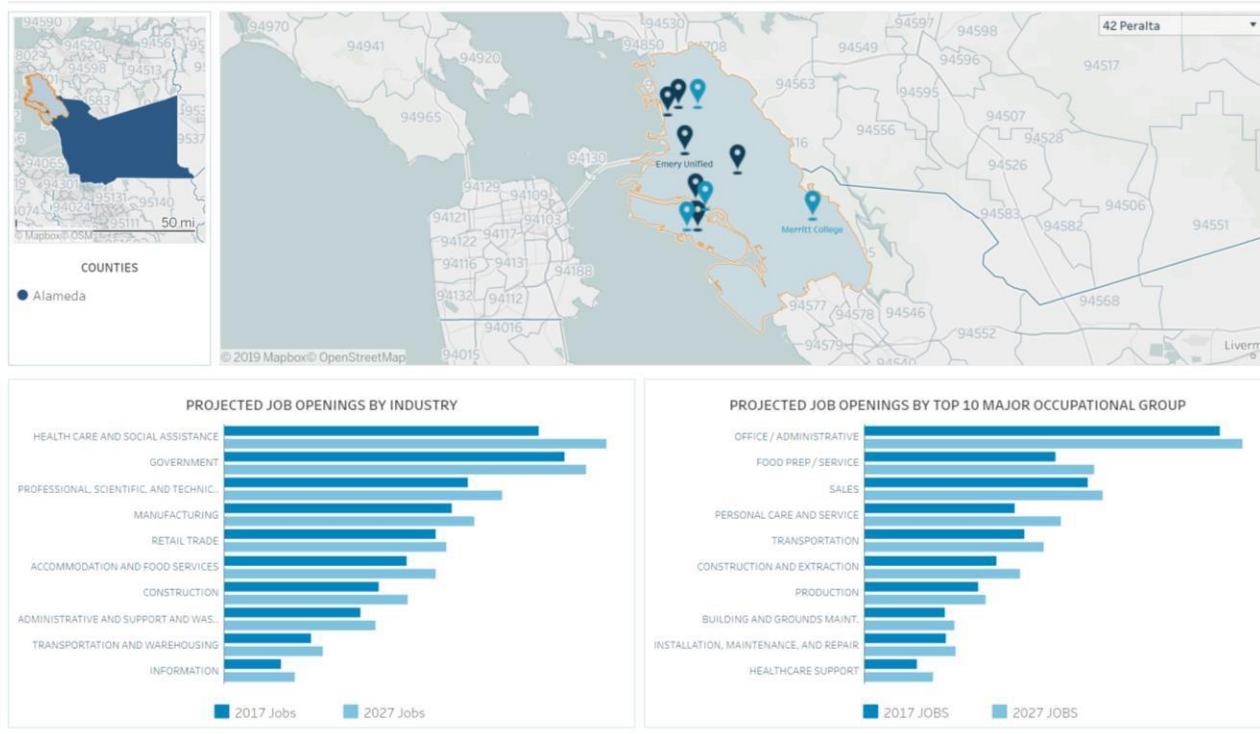 94590
94520
94561
8029
94598
94513
4583
9537
94065
94301
94024
95131
95140
95111
50 mi
© Mapbox© OSM
COUNTIES
Alameda
42 Peralta
94970
94941
94920
94965
94530
94850
94708
94597
94598
94549
94596
94517
94563
94595
94556
94507
94528
94526
94130
Emery Unified
94129
94109
94121
94103
94117
94122
94116
94131
94188
94132
94112
94016
94015
Merritt College
94583
94506
94582
94551
94568
94577
94578
94546
94552
94579
94540
Liverm
© 2019 Mapbox© OpenStreetMap
PROJECTED JOB OPENINGS BY INDUSTRY
HEALTH CARE AND SOCIAL ASSISTANCE
GOVERNMENT
PROFESSIONAL, SCIENTIFIC, AND TECHNIC..
MANUFACTURING
RETAIL TRADE
ACCOMMODATION AND FOOD SERVICES
CONSTRUCTION
ADMINISTRATIVE AND SUPPORT AND WAS..
TRANSPORTATION AND WAREHOUSING
INFORMATION
2017 Jobs
2027 Jobs
PROJECTED JOB OPENINGS BY TOP 10 MAJOR OCCUPATIONAL GROUP
OFFICE / ADMINISTRATIVE
FOOD PREP / SERVICE
SALES
PERSONAL CARE AND SERVICE
TRANSPORTATION
CONSTRUCTION AND EXTRACTION
PRODUCTION
BUILDING AND GROUNDS MAINT.
INSTALLATION, MAINTENANCE, AND REPAIR
HEALTHCARE SUPPORT
2017 JOBS
2027 JOBS